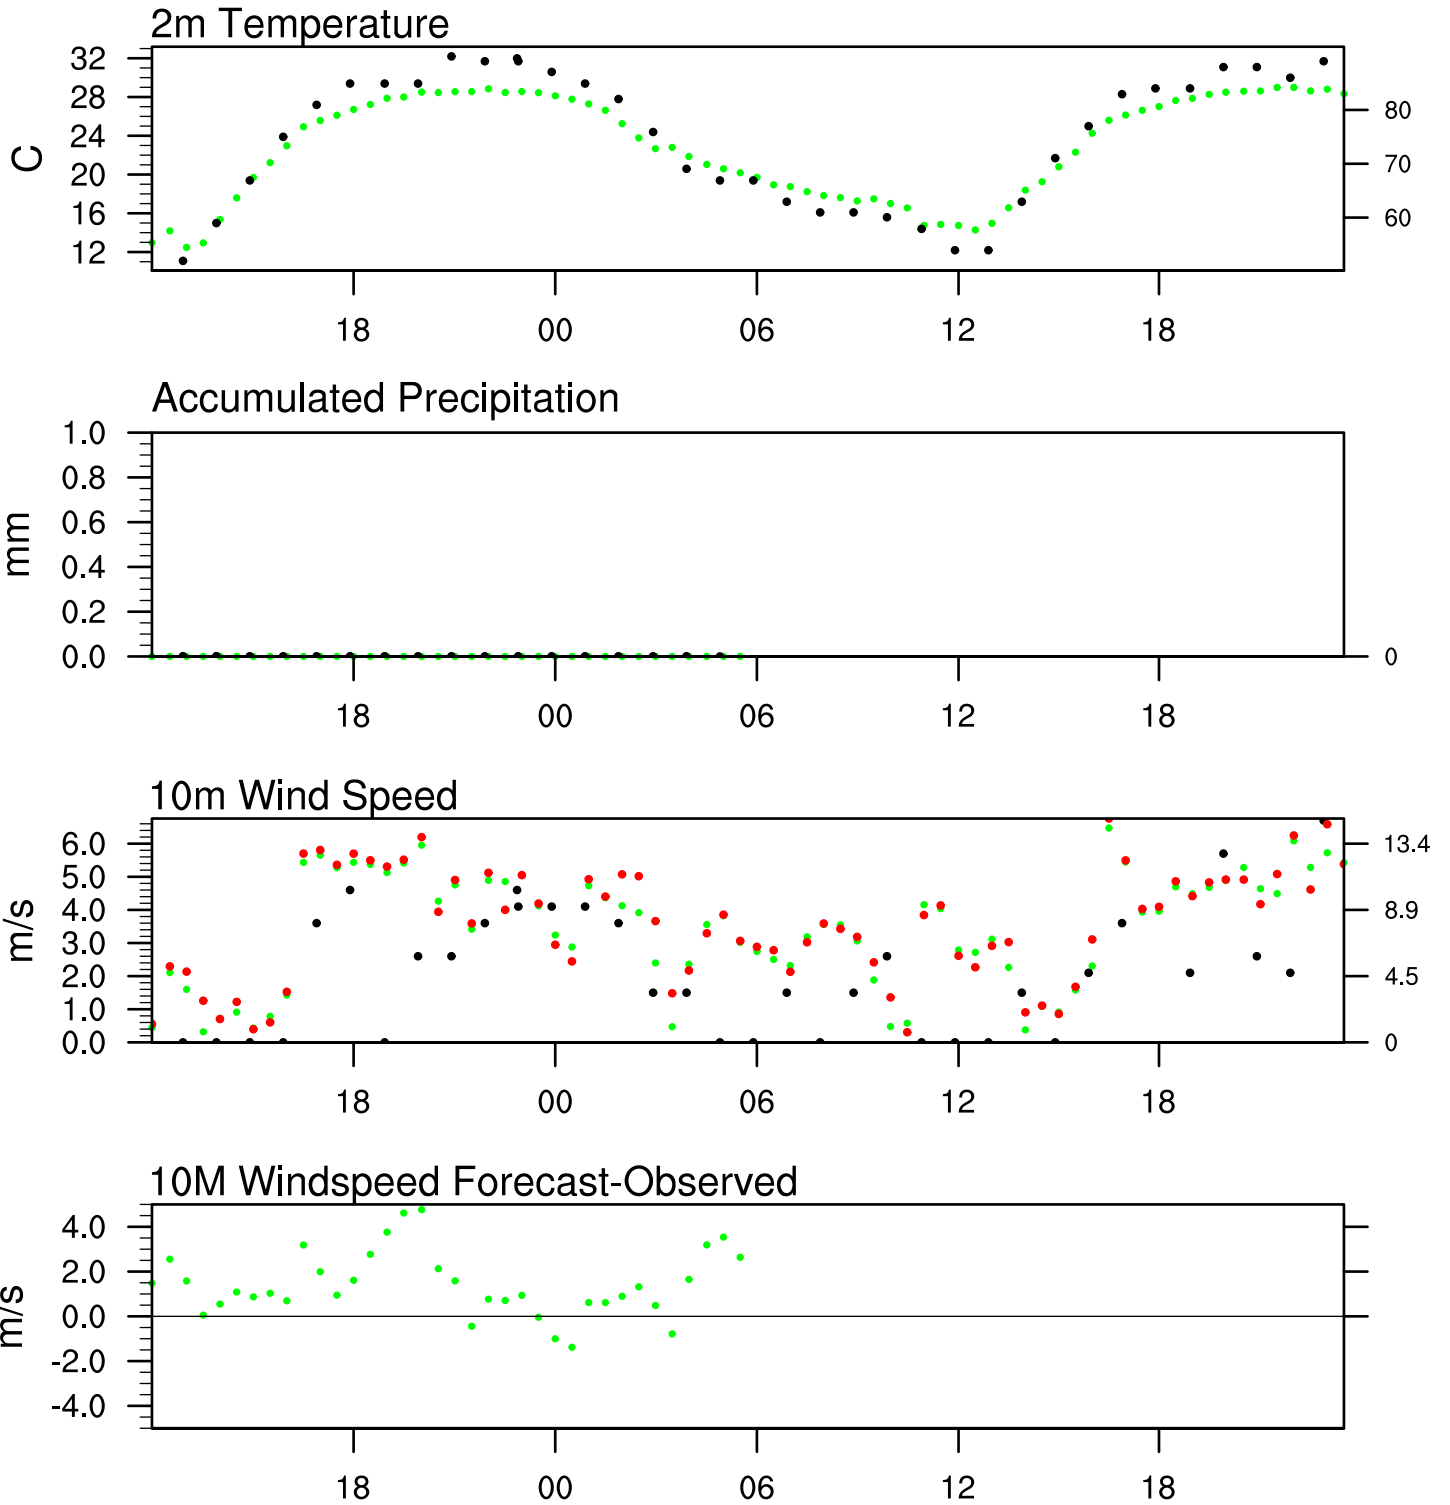 2m Temperature
32
28
24
20
16
12
C
80
70
60
18 00 06 12 18
Accumulated Precipitation
1.0
0.8
0.6
0.4
0.2
0.0
mm
0
18 00 06 12 18
10m Wind Speed
6.0
5.0
4.0
3.0
2.0
1.0
0.0
m/s
13.4
8.9
4.5
0
18 00 06 12 18
10M Windspeed Forecast-Observed
4.0
2.0
0.0
-2.0
-4.0
m/s
18 00 06 12 18